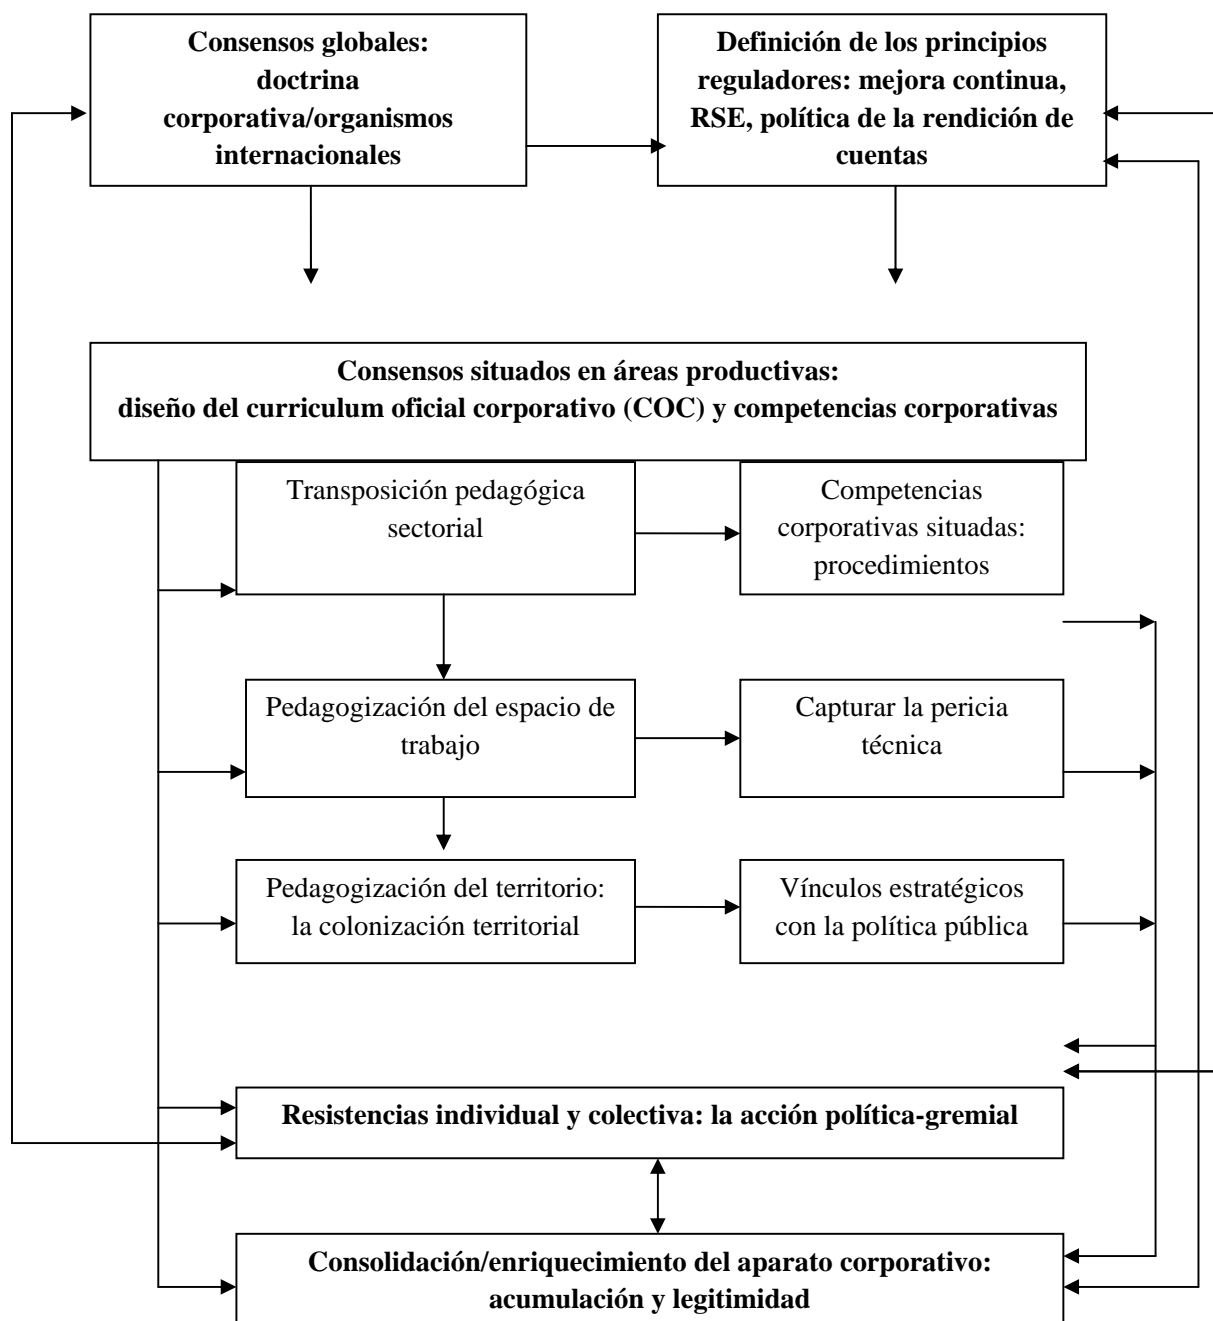 Consensos globales:
doctrina
corporativa/organismos
internacionales
Definición de los principios
reguladores: mejora continua,
RSE, política de la rendición de
cuentas
Consensos situados en áreas productivas:
diseño del curriculum oficial corporativo (COC) y competencias corporativas
Transposición pedagógica
sectorial
Competencias
corporativas situadas:
procedimientos
Pedagogización del espacio de
trabajo
Capturar la pericia
técnica
Pedagogización del territorio:
la colonización territorial
Vínculos estratégicos
con la política pública
Resistencias individual y colectiva: la acción política-gremial
Consolidación/enriquecimiento del aparato corporativo:
acumulación y legitimidad